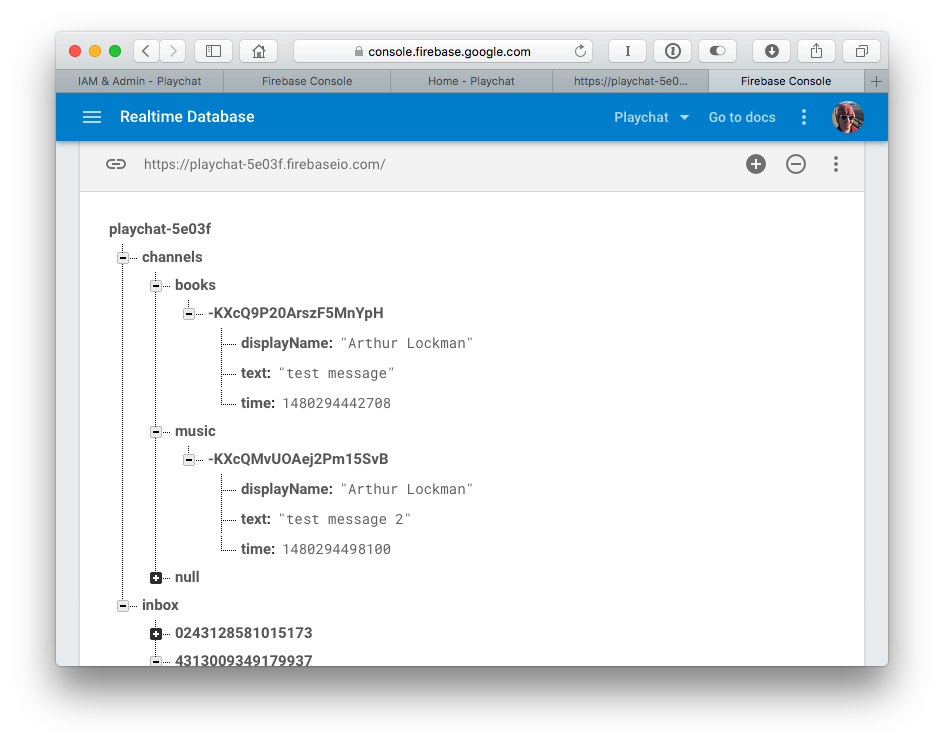 console.firebase.google.com
IAM & Admin - Playchat
Firebase Console
Home - Playchat
https://playchat-5e0...
Firebase Console
Realtime Database
Playchat
Go to docs
https://playchat-5e03f.firebaseio.com/
playchat-5e03f
channels
books
-KXcQ9P20ArszF5MnYpH
displayName: "Arthur Lockman"
text: "test message"
time: 1480294442708
music
-KXcQMvUOAej2Pm15SvB
displayName: "Arthur Lockman"
text: "test message 2"
time: 1480294498100
null
inbox
0243128581015173
4313009349179937